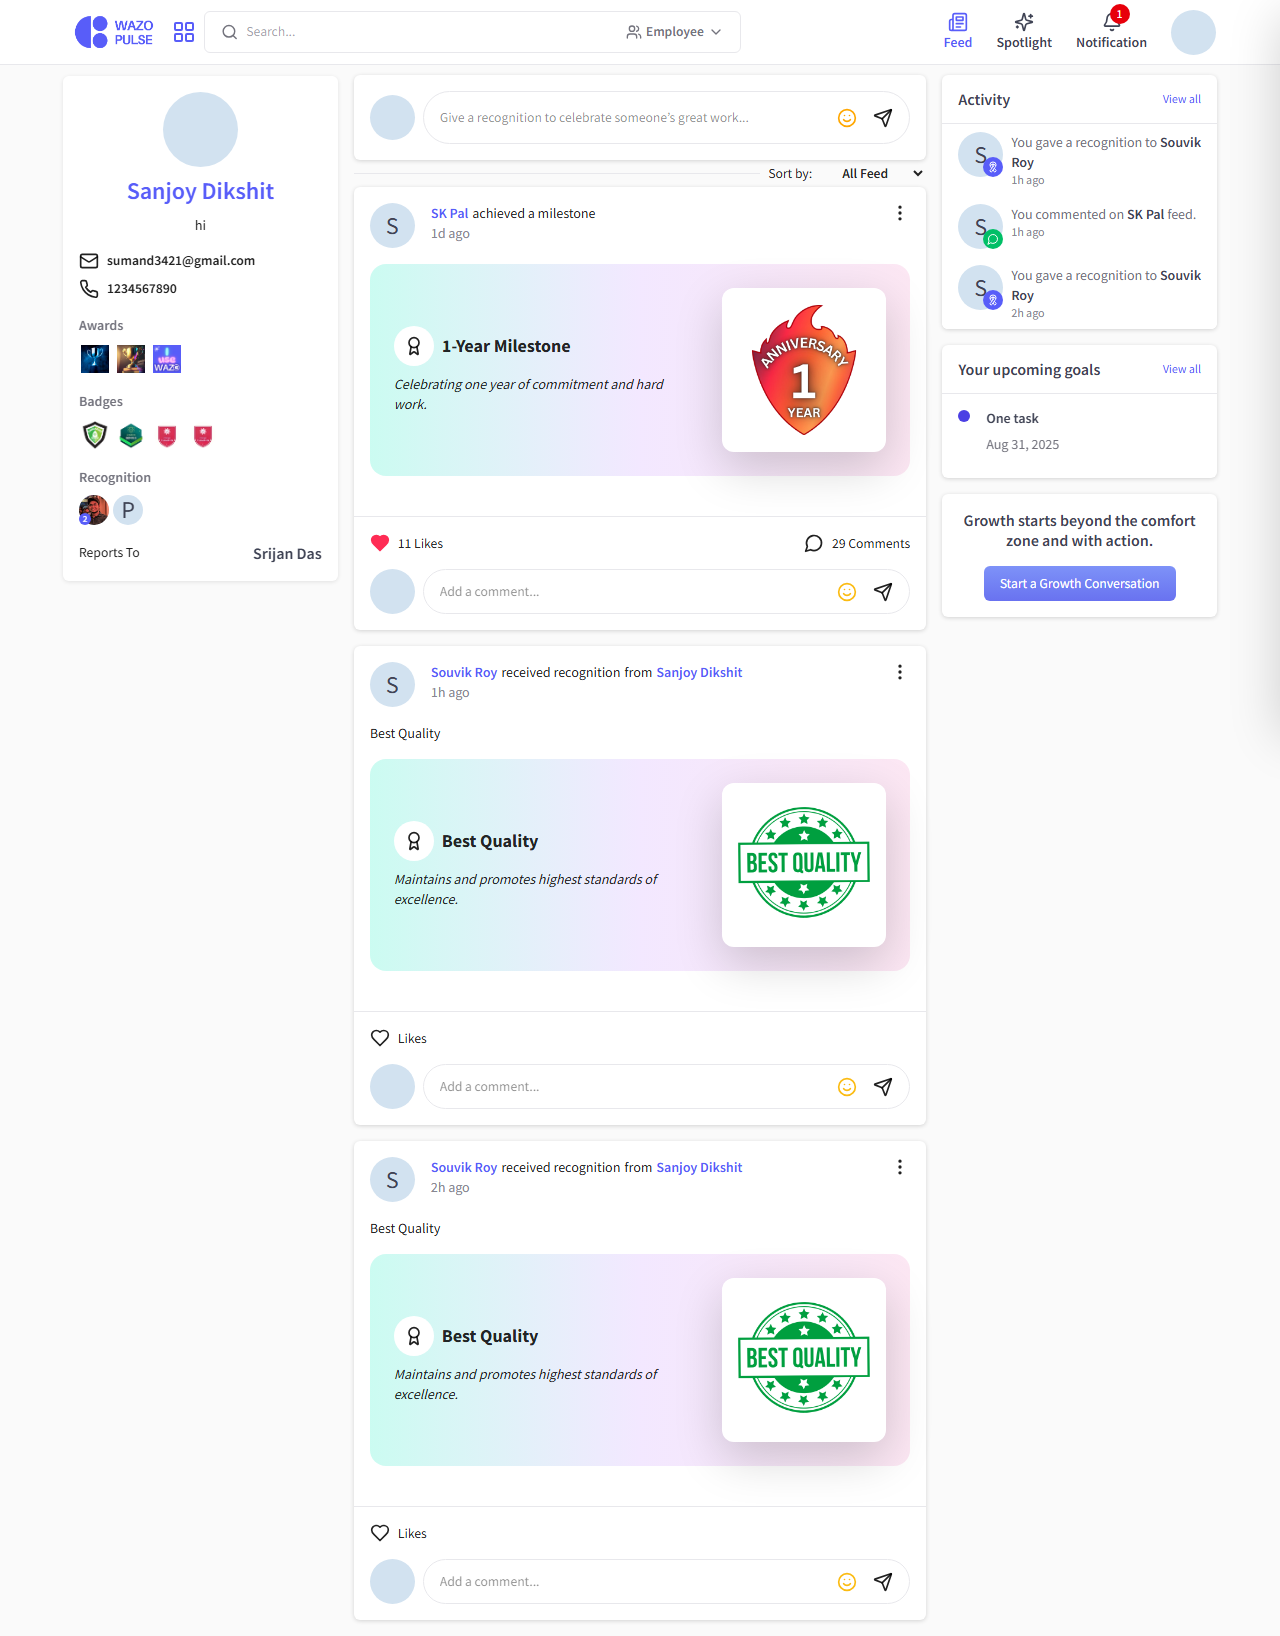 WAZO
PULSE
Search...
Employee
Feed
Spotlight
1
Notification
Sanjoy Dikshit
hi
sumand3421@gmail.com
1234567890
Awards
USE
WAZO
Badges
Recognition
2
P
Reports To
Srijan Das
Give a recognition to celebrate someone's great work...
Sort by:
All Feed
S
SK Pal achieved a milestone
1d ago
1-Year Milestone
Celebrating one year of commitment and hard
work.
ANNIVERSARY
1
YEAR
11 Likes
29 Comments
Add a comment...
S
Souvik Roy received recognition from Sanjoy Dikshit
1h ago
Best Quality
Best Quality
Maintains and promotes highest standards of
excellence.
BEST QUALITY
Likes
Add a comment...
S
Souvik Roy received recognition from Sanjoy Dikshit
2h ago
Best Quality
Best Quality
Maintains and promotes highest standards of
excellence.
BEST QUALITY
Likes
Add a comment...
Activity
View all
S
You gave a recognition to Souvik
Roy
1h ago
S
You commented on SK Pal feed.
1h ago
S
You gave a recognition to Souvik
Roy
2h ago
Your upcoming goals
View all
One task
Aug 31, 2025
Growth starts beyond the comfort
zone and with action.
Start a Growth Conversation